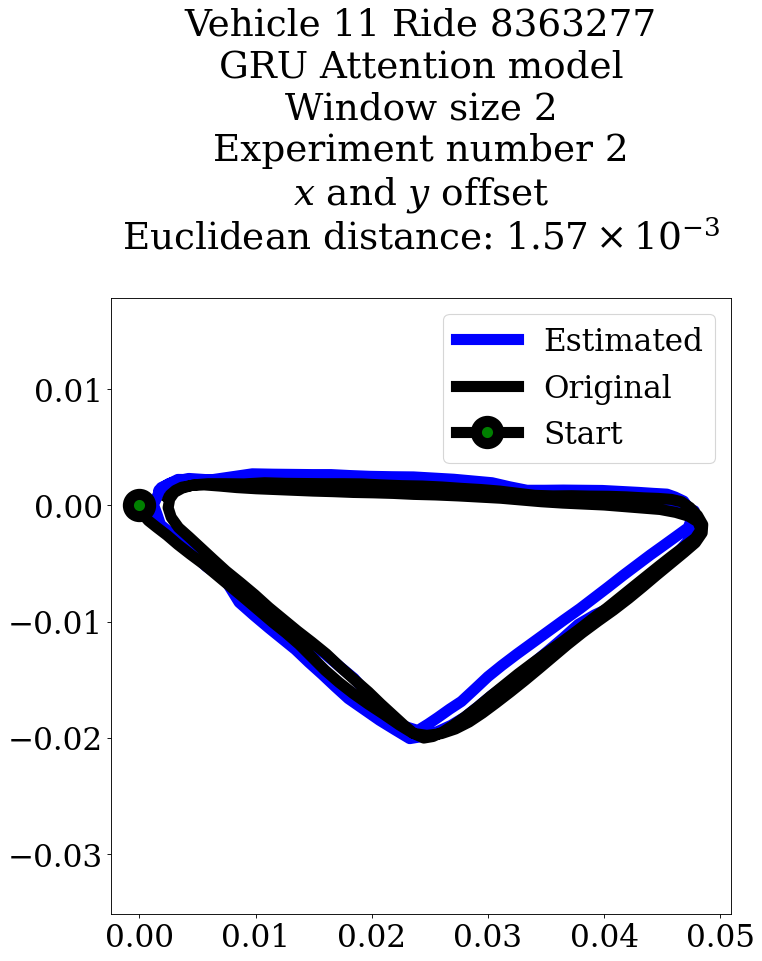 Vehicle 11 Ride 8363277
GRU Attention model
Window size 2
Experiment number 2
x and y offset
Euclidean distance: 1.57 × 10⁻³
Estimated
Original
Start
0.01
0.00
−0.01
−0.02
−0.03
0.00 0.01 0.02 0.03 0.04 0.05